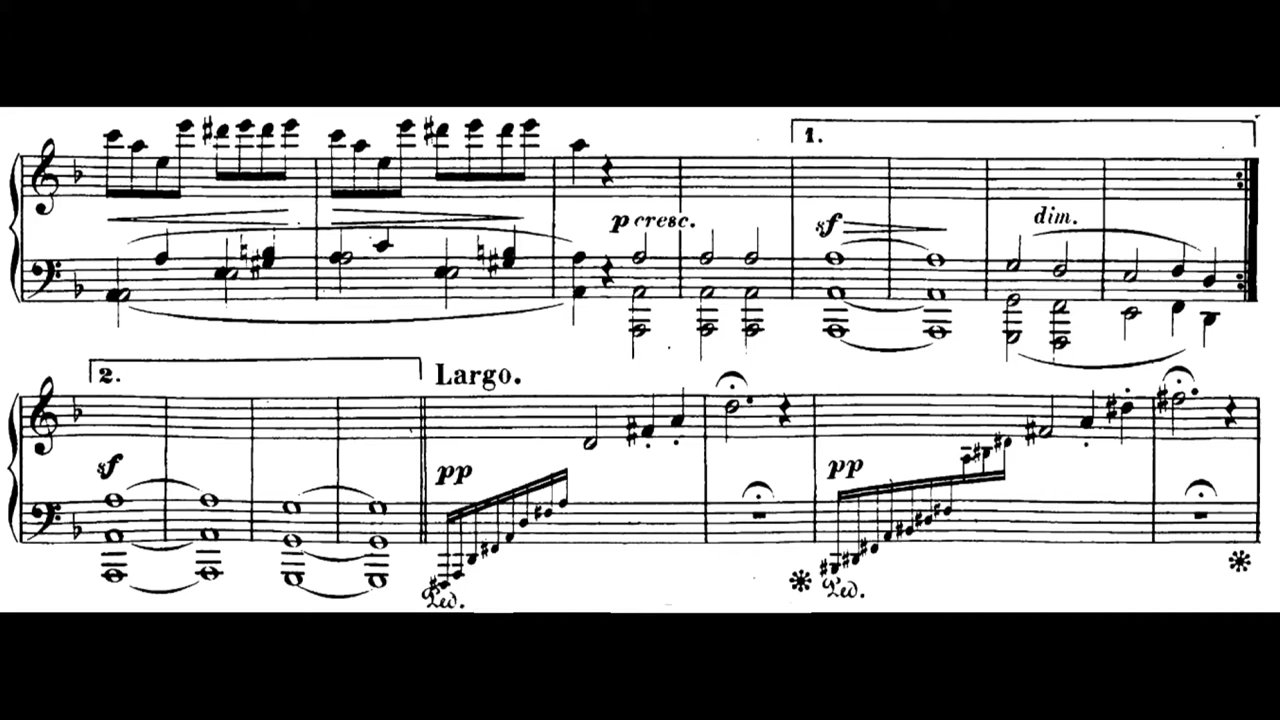 1.
p cresc.
sf
dim.
2.
Largo.
sf
pp
pp
Ped.
Ped.